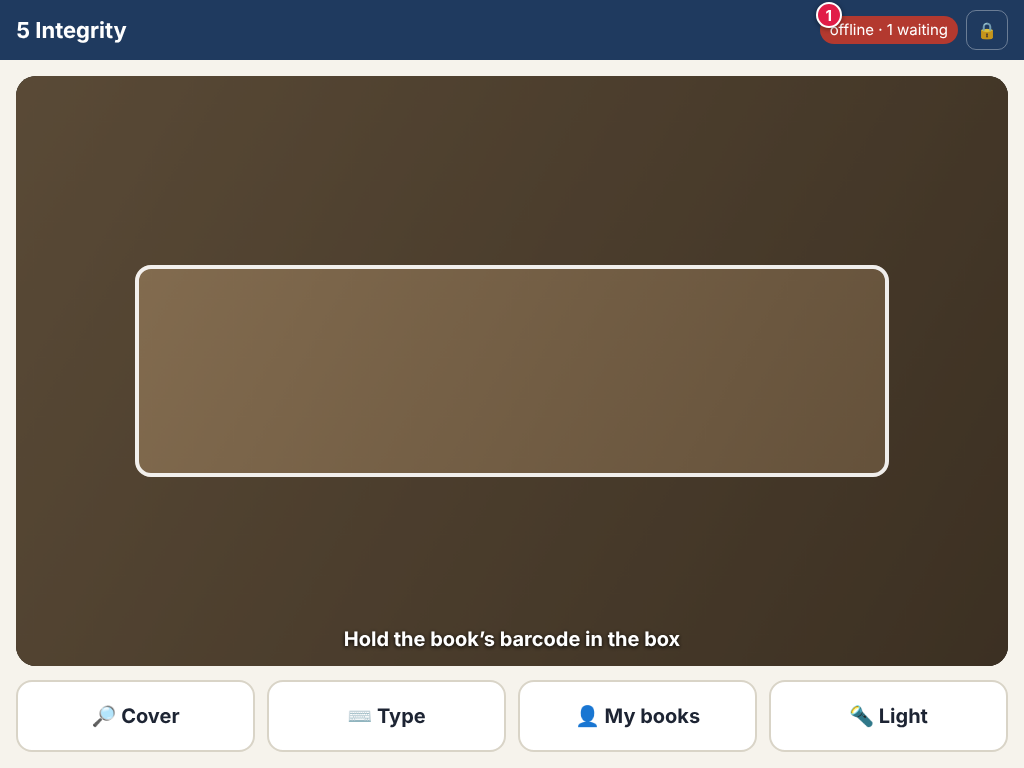 5 Integrity
1
offline · 1 waiting
Hold the book’s barcode in the box
Cover
Type
My books
Light